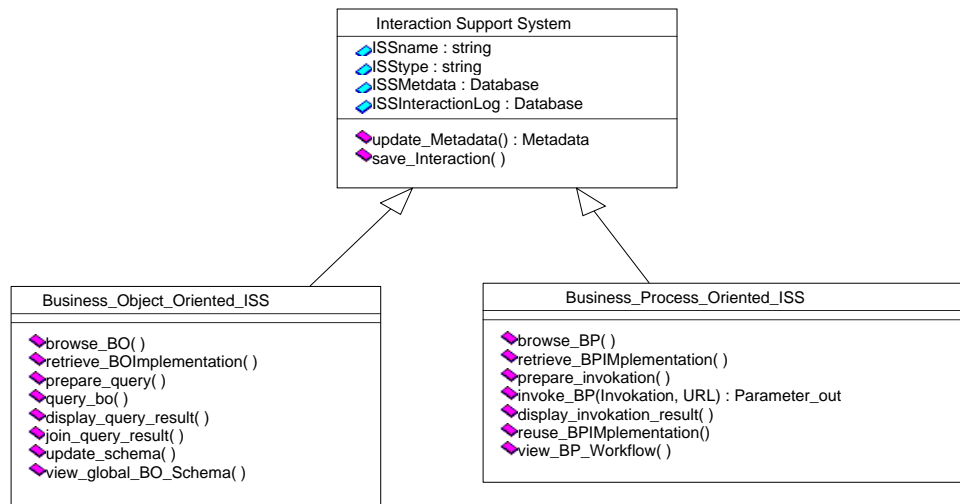 Interaction Support System
ISSname : string
ISStype : string
ISSMetdata : Database
ISSInteractionLog : Database
update_Metadata() : Metadata
save_Interaction( )
Business_Object_Oriented_ISS
browse_BO( )
retrieve_BOImplementation( )
prepare_query( )
query_bo( )
display_query_result( )
join_query_result( )
update_schema( )
view_global_BO_Schema( )
Business_Process_Oriented_ISS
browse_BP( )
retrieve_BPIMplementation( )
prepare_invokation( )
invoke_BP(Invokation, URL) : Parameter_out
display_invokation_result( )
reuse_BPIMplementation()
view_BP_Workflow( )